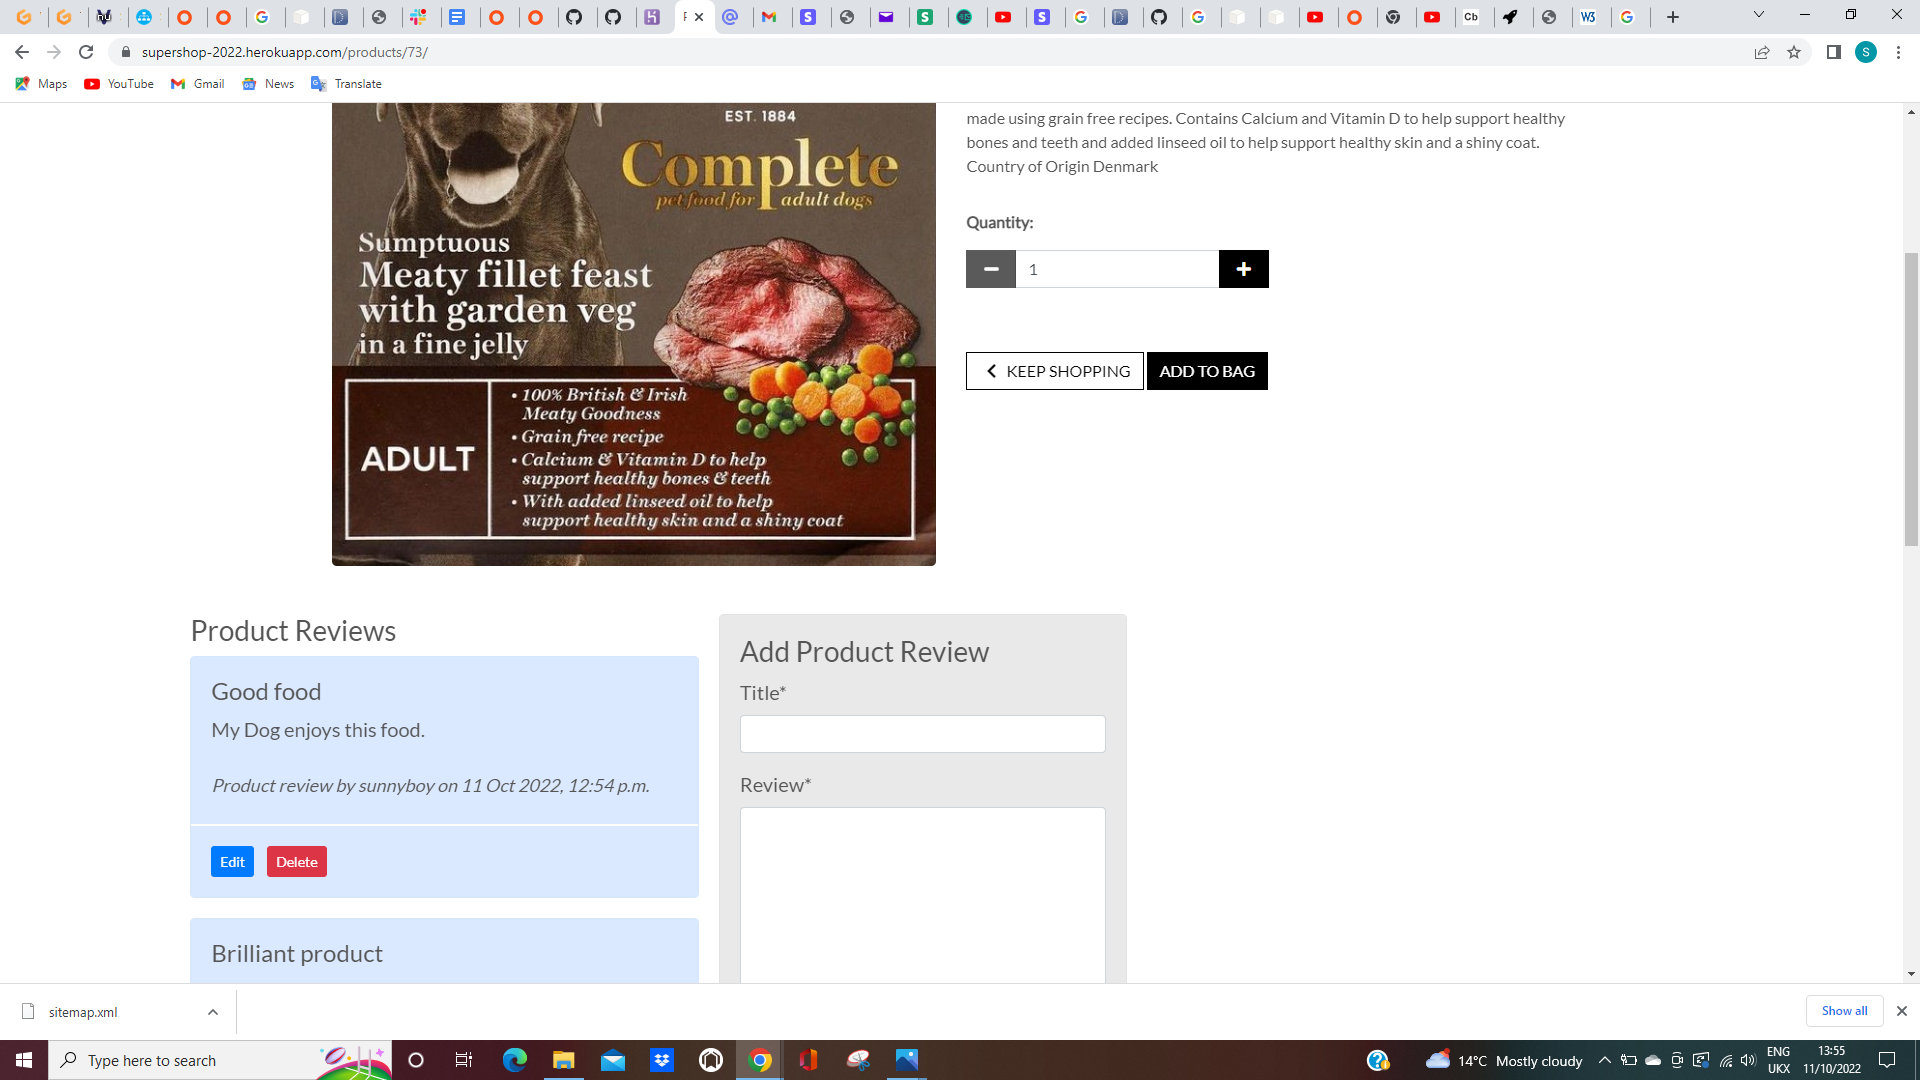 supershop-2022.herokuapp.com/products/73/
Maps YouTube Gmail News Translate
EST. 1884
Complete
pet food for adult dogs
Sumptuous
Meaty fillet feast
with garden veg
in a fine jelly
ADULT
• 100% British & Irish
Meaty Goodness
• Grain free recipe
• Calcium & Vitamin D to help
support healthy bones & teeth
• With added linseed oil to help
support healthy skin and a shiny coat
made using grain free recipes. Contains Calcium and Vitamin D to help support healthy
bones and teeth and added linseed oil to help support healthy skin and a shiny coat.
Country of Origin Denmark
Quantity:
1
KEEP SHOPPING ADD TO BAG
Product Reviews
Good food
My Dog enjoys this food.
Product review by sunnyboy on 11 Oct 2022, 12:54 p.m.
Edit Delete
Brilliant product
Add Product Review
Title*
Review*
sitemap.xml
Show all
Type here to search
14°C Mostly cloudy
ENG
UKX
13:55
11/10/2022